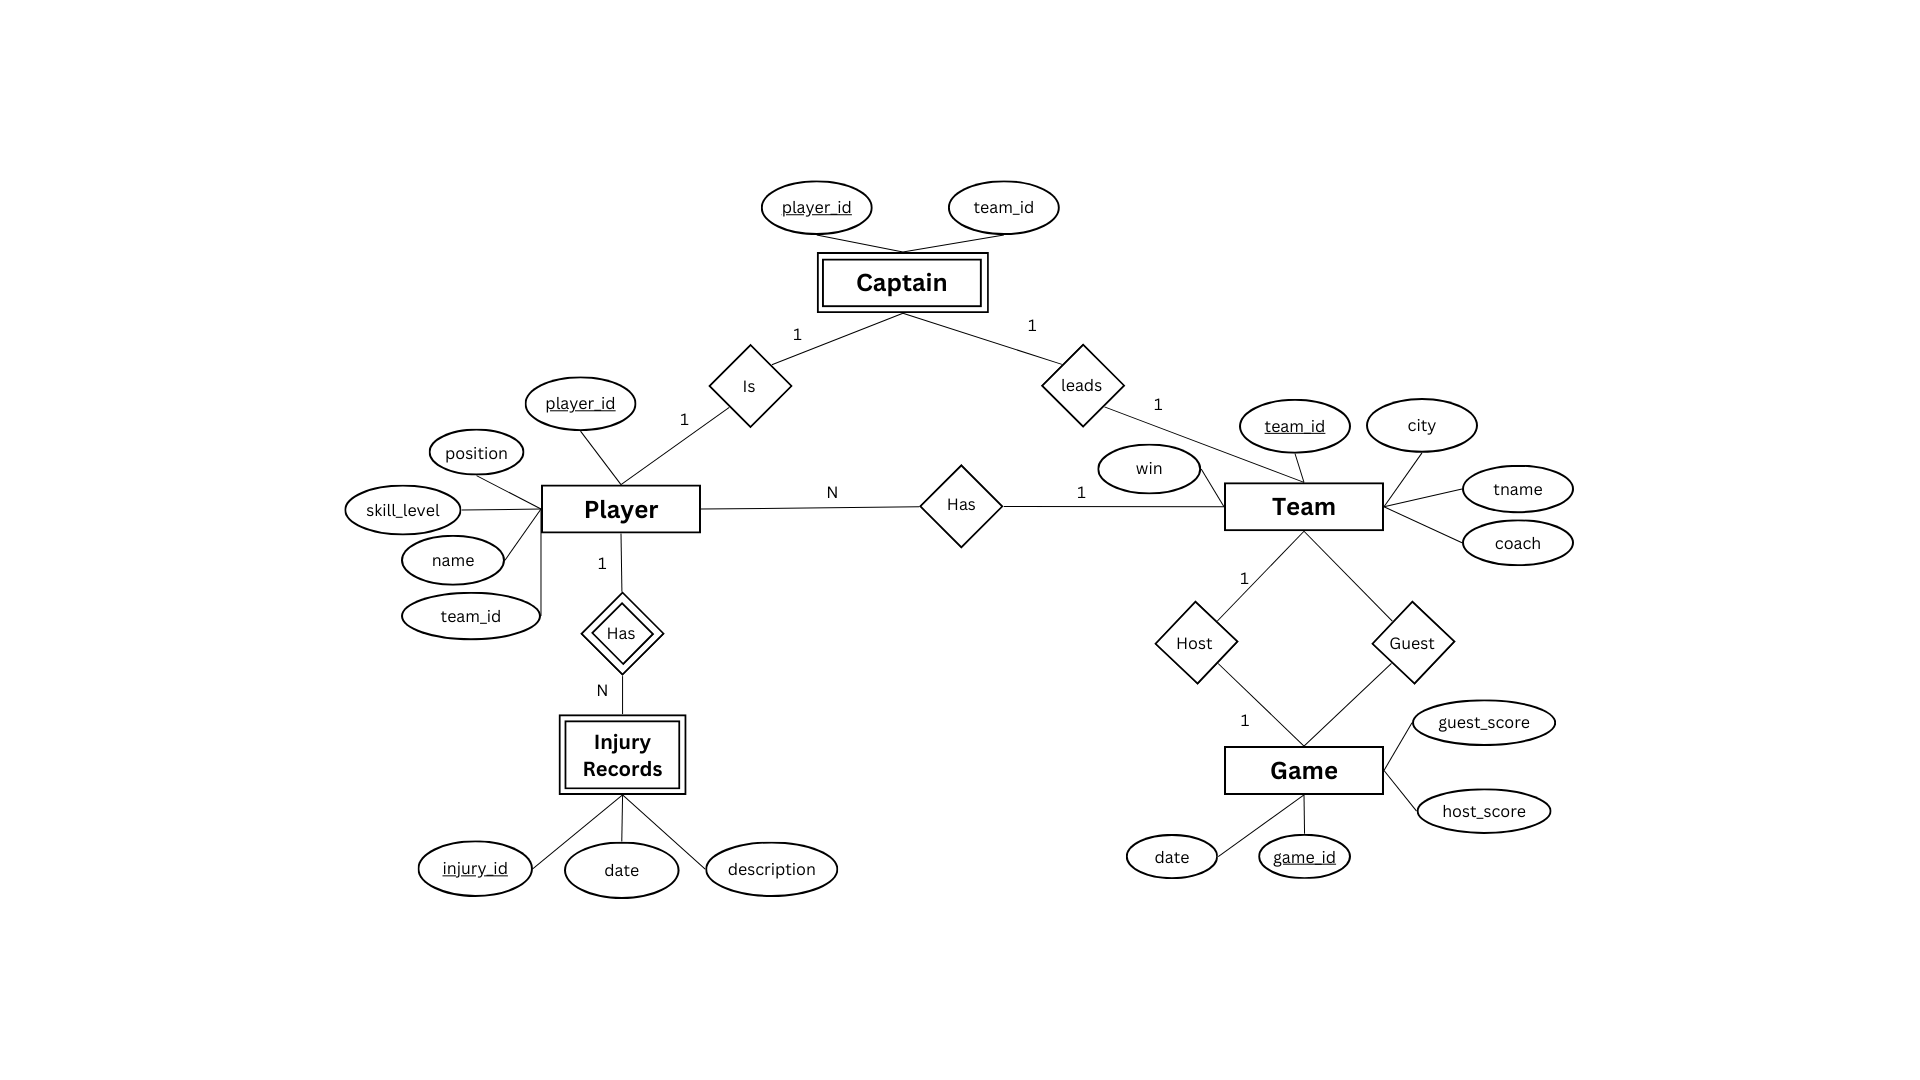 player_id
team_id
Captain
1
1
Is
leads
1
1
player_id
position
skill_level
name
team_id
Player
N
Has
1
win
team_id
city
tname
coach
Team
1
Has
N
Injury
Records
injury_id
date
description
1
Host
Guest
1
Game
guest_score
host_score
date
game_id